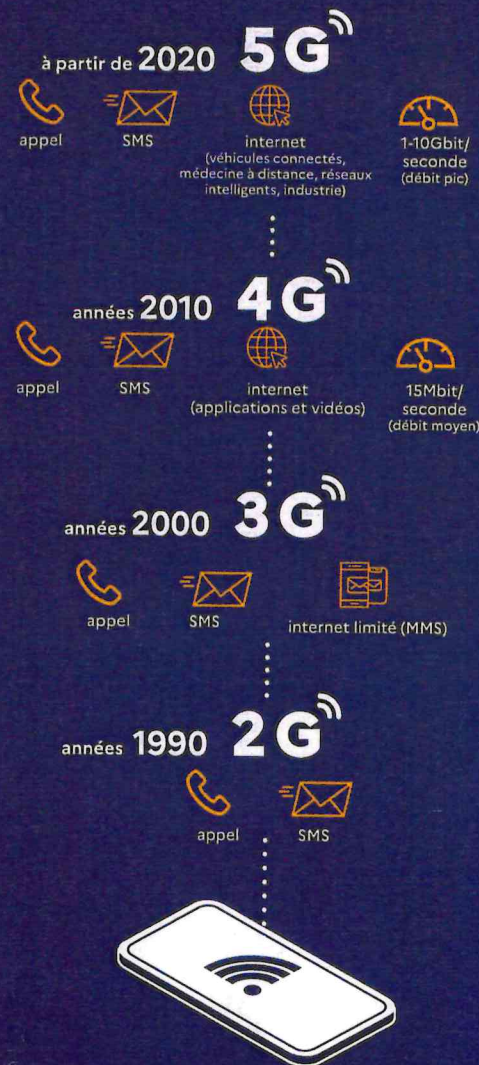 à partir de 2020 5G
appel
SMS
internet
(véhicules connectés,
médecine à distance, réseaux
intelligents, industrie)
1-10Gbit/
seconde
(débit pic)
années 2010 4G
appel
SMS
internet
(applications et vidéos)
15Mbit/
seconde
(débit moyen)
années 2000 3G
appel
SMS
internet limité (MMS)
années 1990 2G
appel
SMS